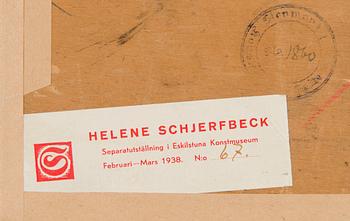 HELENE SCHJERFBECK
Separatutställning i Eskilstuna Konstmuseum
Februari—Mars 1938. N:o 67.